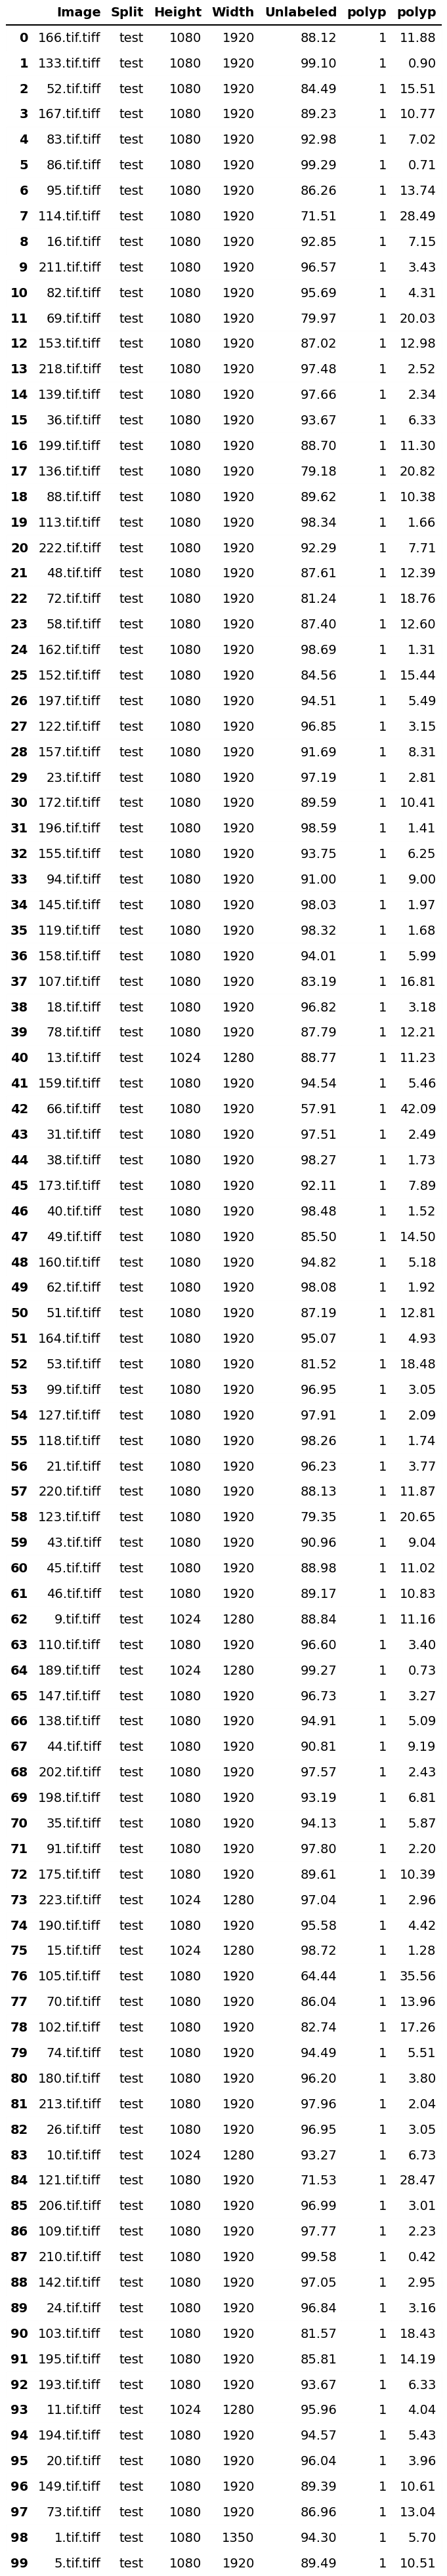 Image Split Height Width Unlabeled polyp polyp
0 166.tif.tiff test 1080 1920 88.12 1 11.88
1 133.tif.tiff test 1080 1920 99.10 1 0.90
2 52.tif.tiff test 1080 1920 84.49 1 15.51
3 167.tif.tiff test 1080 1920 89.23 1 10.77
4 83.tif.tiff test 1080 1920 92.98 1 7.02
5 86.tif.tiff test 1080 1920 99.29 1 0.71
6 95.tif.tiff test 1080 1920 86.26 1 13.74
7 114.tif.tiff test 1080 1920 71.51 1 28.49
8 16.tif.tiff test 1080 1920 92.85 1 7.15
9 211.tif.tiff test 1080 1920 96.57 1 3.43
10 82.tif.tiff test 1080 1920 95.69 1 4.31
11 69.tif.tiff test 1080 1920 79.97 1 20.03
12 153.tif.tiff test 1080 1920 87.02 1 12.98
13 218.tif.tiff test 1080 1920 97.48 1 2.52
14 139.tif.tiff test 1080 1920 97.66 1 2.34
15 36.tif.tiff test 1080 1920 93.67 1 6.33
16 199.tif.tiff test 1080 1920 88.70 1 11.30
17 136.tif.tiff test 1080 1920 79.18 1 20.82
18 88.tif.tiff test 1080 1920 89.62 1 10.38
19 113.tif.tiff test 1080 1920 98.34 1 1.66
20 222.tif.tiff test 1080 1920 92.29 1 7.71
21 48.tif.tiff test 1080 1920 87.61 1 12.39
22 72.tif.tiff test 1080 1920 81.24 1 18.76
23 58.tif.tiff test 1080 1920 87.40 1 12.60
24 162.tif.tiff test 1080 1920 98.69 1 1.31
25 152.tif.tiff test 1080 1920 84.56 1 15.44
26 197.tif.tiff test 1080 1920 94.51 1 5.49
27 122.tif.tiff test 1080 1920 96.85 1 3.15
28 157.tif.tiff test 1080 1920 91.69 1 8.31
29 23.tif.tiff test 1080 1920 97.19 1 2.81
30 172.tif.tiff test 1080 1920 89.59 1 10.41
31 196.tif.tiff test 1080 1920 98.59 1 1.41
32 155.tif.tiff test 1080 1920 93.75 1 6.25
33 94.tif.tiff test 1080 1920 91.00 1 9.00
34 145.tif.tiff test 1080 1920 98.03 1 1.97
35 119.tif.tiff test 1080 1920 98.32 1 1.68
36 158.tif.tiff test 1080 1920 94.01 1 5.99
37 107.tif.tiff test 1080 1920 83.19 1 16.81
38 18.tif.tiff test 1080 1920 96.82 1 3.18
39 78.tif.tiff test 1080 1920 87.79 1 12.21
40 13.tif.tiff test 1024 1280 88.77 1 11.23
41 159.tif.tiff test 1080 1920 94.54 1 5.46
42 66.tif.tiff test 1080 1920 57.91 1 42.09
43 31.tif.tiff test 1080 1920 97.51 1 2.49
44 38.tif.tiff test 1080 1920 98.27 1 1.73
45 173.tif.tiff test 1080 1920 92.11 1 7.89
46 40.tif.tiff test 1080 1920 98.48 1 1.52
47 49.tif.tiff test 1080 1920 85.50 1 14.50
48 160.tif.tiff test 1080 1920 94.82 1 5.18
49 62.tif.tiff test 1080 1920 98.08 1 1.92
50 51.tif.tiff test 1080 1920 87.19 1 12.81
51 164.tif.tiff test 1080 1920 95.07 1 4.93
52 53.tif.tiff test 1080 1920 81.52 1 18.48
53 99.tif.tiff test 1080 1920 96.95 1 3.05
54 127.tif.tiff test 1080 1920 97.91 1 2.09
55 118.tif.tiff test 1080 1920 98.26 1 1.74
56 21.tif.tiff test 1080 1920 96.23 1 3.77
57 220.tif.tiff test 1080 1920 88.13 1 11.87
58 123.tif.tiff test 1080 1920 79.35 1 20.65
59 43.tif.tiff test 1080 1920 90.96 1 9.04
60 45.tif.tiff test 1080 1920 88.98 1 11.02
61 46.tif.tiff test 1080 1920 89.17 1 10.83
62 9.tif.tiff test 1024 1280 88.84 1 11.16
63 110.tif.tiff test 1080 1920 96.60 1 3.40
64 189.tif.tiff test 1024 1280 99.27 1 0.73
65 147.tif.tiff test 1080 1920 96.73 1 3.27
66 138.tif.tiff test 1080 1920 94.91 1 5.09
67 44.tif.tiff test 1080 1920 90.81 1 9.19
68 202.tif.tiff test 1080 1920 97.57 1 2.43
69 198.tif.tiff test 1080 1920 93.19 1 6.81
70 35.tif.tiff test 1080 1920 94.13 1 5.87
71 91.tif.tiff test 1080 1920 97.80 1 2.20
72 175.tif.tiff test 1080 1920 89.61 1 10.39
73 223.tif.tiff test 1024 1280 97.04 1 2.96
74 190.tif.tiff test 1080 1920 95.58 1 4.42
75 15.tif.tiff test 1024 1280 98.72 1 1.28
76 105.tif.tiff test 1080 1920 64.44 1 35.56
77 70.tif.tiff test 1080 1920 86.04 1 13.96
78 102.tif.tiff test 1080 1920 82.74 1 17.26
79 74.tif.tiff test 1080 1920 94.49 1 5.51
80 180.tif.tiff test 1080 1920 96.20 1 3.80
81 213.tif.tiff test 1080 1920 97.96 1 2.04
82 26.tif.tiff test 1080 1920 96.95 1 3.05
83 10.tif.tiff test 1024 1280 93.27 1 6.73
84 121.tif.tiff test 1080 1920 71.53 1 28.47
85 206.tif.tiff test 1080 1920 96.99 1 3.01
86 109.tif.tiff test 1080 1920 97.77 1 2.23
87 210.tif.tiff test 1080 1920 99.58 1 0.42
88 142.tif.tiff test 1080 1920 97.05 1 2.95
89 24.tif.tiff test 1080 1920 96.84 1 3.16
90 103.tif.tiff test 1080 1920 81.57 1 18.43
91 195.tif.tiff test 1080 1920 85.81 1 14.19
92 193.tif.tiff test 1080 1920 93.67 1 6.33
93 11.tif.tiff test 1024 1280 95.96 1 4.04
94 194.tif.tiff test 1080 1920 94.57 1 5.43
95 20.tif.tiff test 1080 1920 96.04 1 3.96
96 149.tif.tiff test 1080 1920 89.39 1 10.61
97 73.tif.tiff test 1080 1920 86.96 1 13.04
98 1.tif.tiff test 1080 1350 94.30 1 5.70
99 5.tif.tiff test 1080 1920 89.49 1 10.51